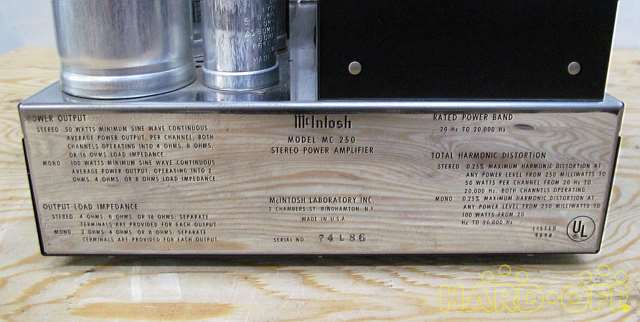 POWER OUTPUT
STEREO 50 WATTS MINIMUM SINE WAVE CONTINUOUS
AVERAGE POWER OUTPUT, PER CHANNEL, BOTH
CHANNELS OPERATING INTO 4 OHMS, 8 OHMS,
OR 16 OHMS LOAD IMPEDANCE.
MONO 100 WATTS MINIMUM SINE WAVE CONTINUOUS
AVERAGE POWER OUTPUT, OPERATING INTO 2
OHMS, 4 OHMS, OR 8 OHMS LOAD IMPEDANCE.
OUTPUT LOAD IMPEDANCE
STEREO 4 OHMS, 8 OHMS, OR 16 OHMS; SEPARATE
TERMINALS ARE PROVIDED FOR EACH OUTPUT
MONO 2 OHMS, 4 OHMS, OR 8 OHMS; SEPARATE
TERMINALS ARE PROVIDED FOR EACH OUTPUT
McIntosh
MODEL MC 250
STEREO POWER AMPLIFIER
McINTOSH LABORATORY INC
2 CHAMBERS ST. BINGHAMTON, N.Y.
MADE IN U.S.A.
SERIAL NO. 74L86
RATED POWER BAND
20 Hz TO 20,000 Hz
TOTAL HARMONIC DISTORTION
STEREO 0.25% MAXIMUM HARMONIC DISTORTION AT
ANY POWER LEVEL FROM 250 MILLIWATTS TO
50 WATTS PER CHANNEL FROM 20 Hz TO
20,000 Hz, BOTH CHANNELS OPERATING
MONO 0.25% MAXIMUM HARMONIC DISTORTION AT
ANY POWER LEVEL FROM 250 MILLIWATTS TO
100 WATTS FROM 20
Hz TO 20,000 Hz
LISTED
UL
HARD-OFF